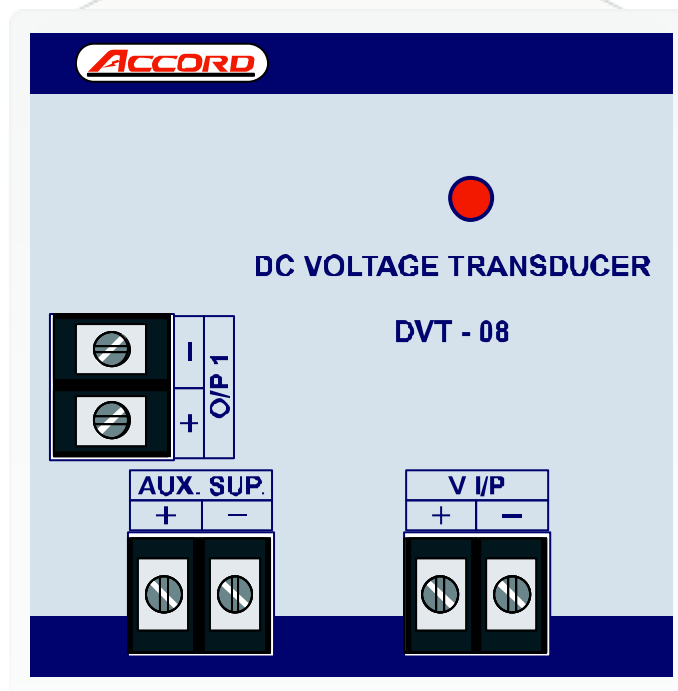 ACCORD
DC VOLTAGE TRANSDUCER
DVT - 08
−
+
O/P 1
AUX. SUP.
+ −
V I/P
+ −